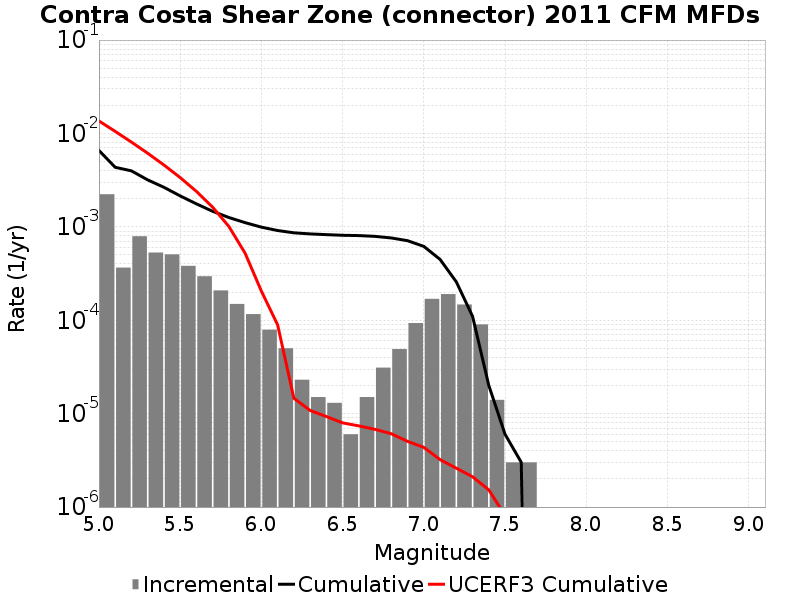 Contra Costa Shear Zone (connector) 2011 CFM MFDs
10-1
10-2
10-3
10-4
10-5
10-6
Rate (1/yr)
5.0 5.5 6.0 6.5 7.0 7.5 8.0 8.5 9.0
Magnitude
Incremental Cumulative UCERF3 Cumulative